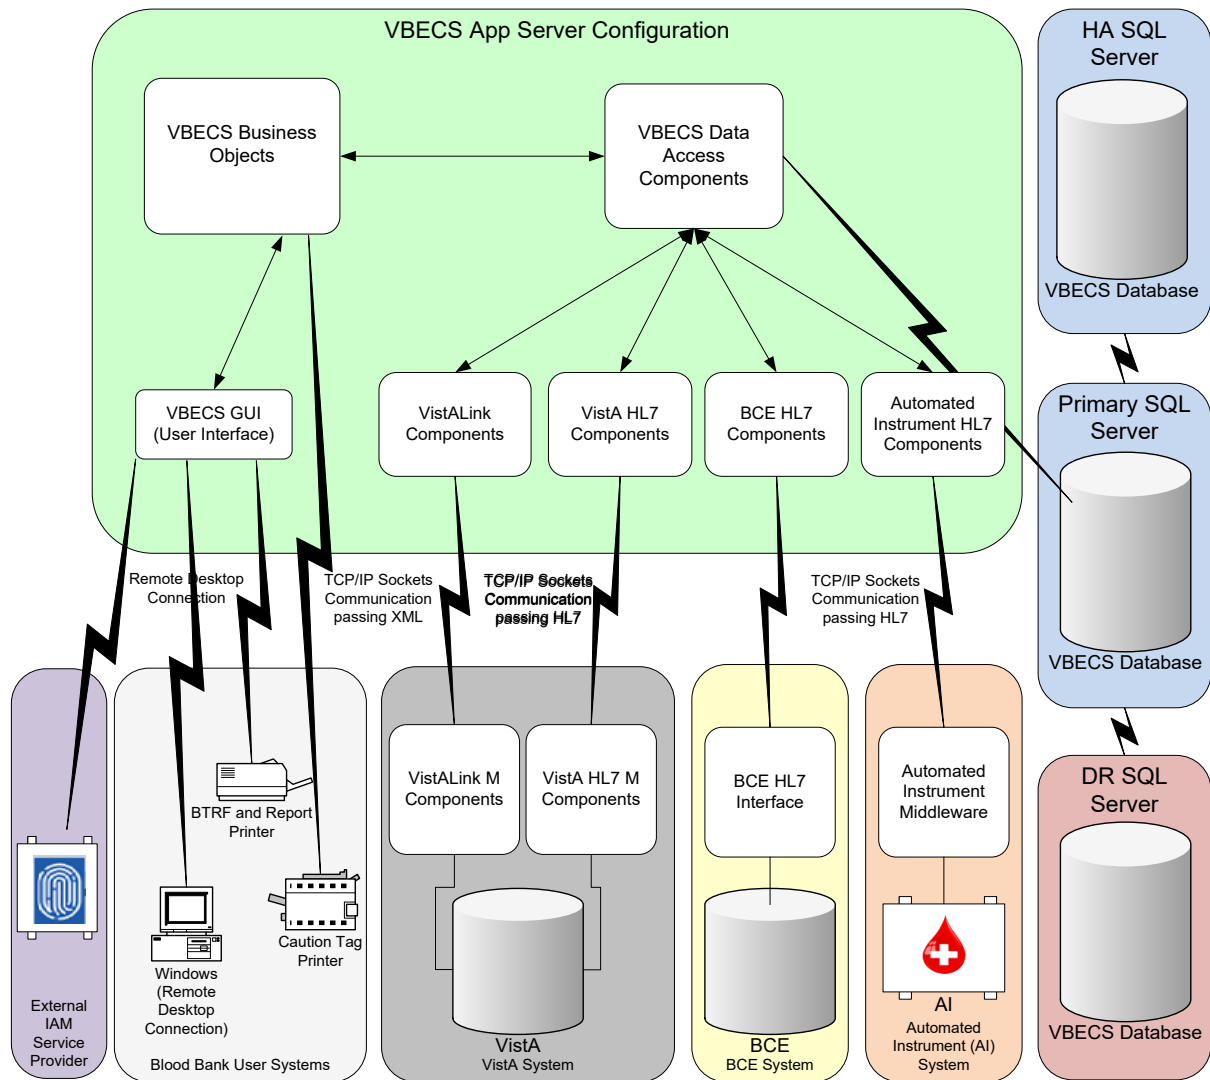 VBECS App Server Configuration
HA SQL
Server
VBECS Business
Objects
VBECS Data
Access
Components
VBECS Database
VBECS GUI
(User Interface)
VistALink
Components
VistA HL7
Components
BCE HL7
Components
Automated
Instrument HL7
Components
Primary SQL
Server
VBECS Database
Remote Desktop
Connection
TCP/IP Sockets
Communication
passing XML
TCP/IP Sockets
Communication
passing HL7
TCP/IP Sockets
Communication
passing HL7
VistALink M
Components
VistA HL7 M
Components
BCE HL7
Interface
Automated
Instrument
Middleware
DR SQL
Server
VBECS Database
BTRF and Report
Printer
Caution Tag
Printer
Windows
(Remote
Desktop
Connection)
External
IAM
Service
Provider
Blood Bank User Systems
VistA
VistA System
BCE
BCE System
AI
Automated
Instrument (AI)
System